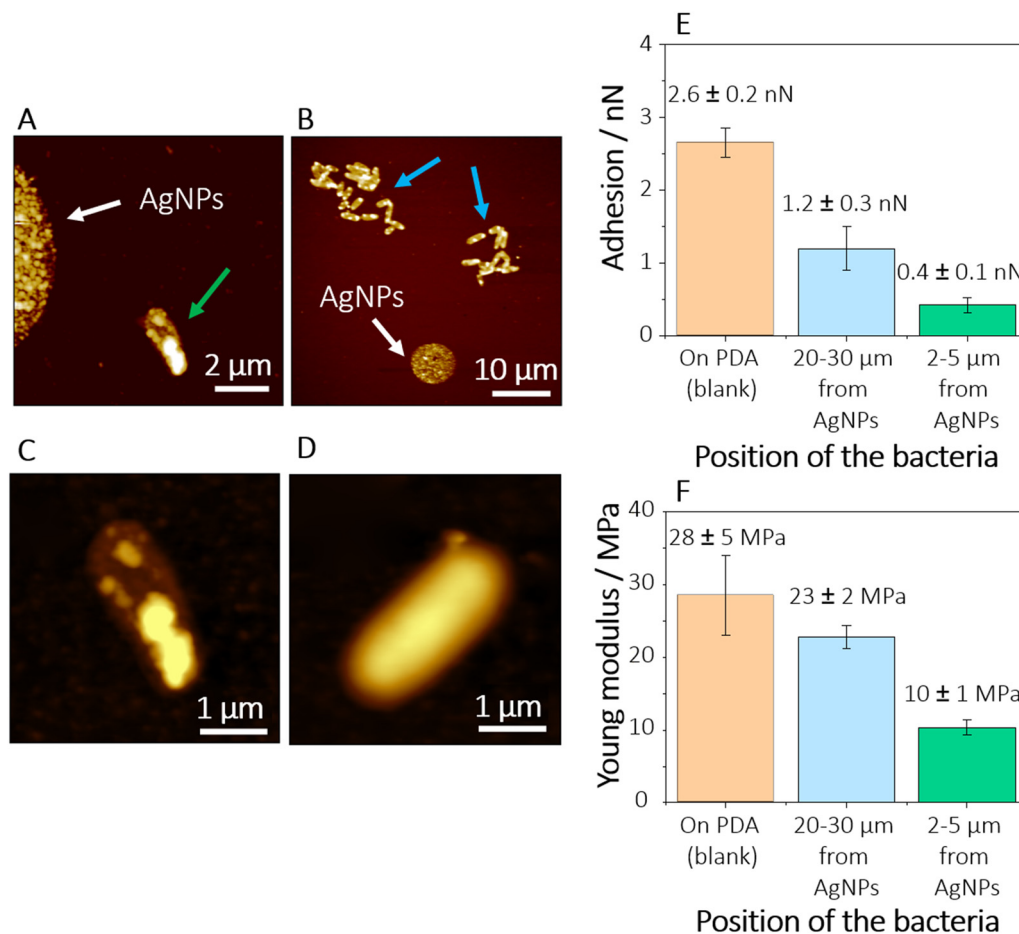 A
AgNPs
2 µm
B
AgNPs
10 µm
C
1 µm
D
1 µm
E
Adhesion / nN
4
3
2
1
0
2.6 ± 0.2 nN
1.2 ± 0.3 nN
0.4 ± 0.1 nN
On PDA
(blank)
20-30 µm
from
AgNPs
2-5 µm
from
AgNPs
Position of the bacteria
F
Young modulus / MPa
40
30
20
10
0
28 ± 5 MPa
23 ± 2 MPa
10 ± 1 MPa
On PDA
(blank)
20-30 µm
from
AgNPs
2-5 µm
from
AgNPs
Position of the bacteria